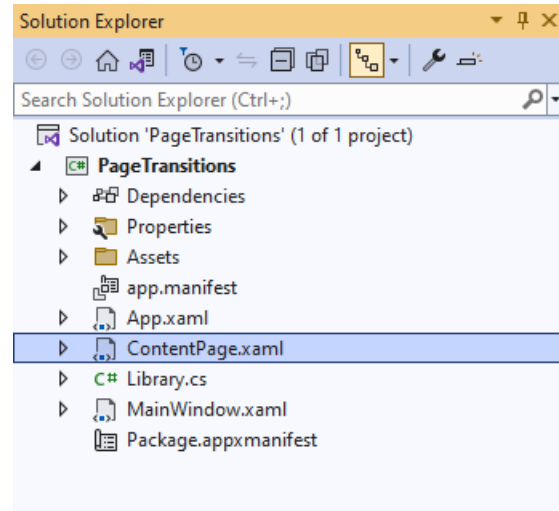 Solution Explorer
Search Solution Explorer (Ctrl+;)
Solution 'PageTransitions' (1 of 1 project)
C# PageTransitions
Dependencies
Properties
Assets
app.manifest
App.xaml
ContentPage.xaml
C# Library.cs
MainWindow.xaml
Package.appxmanifest